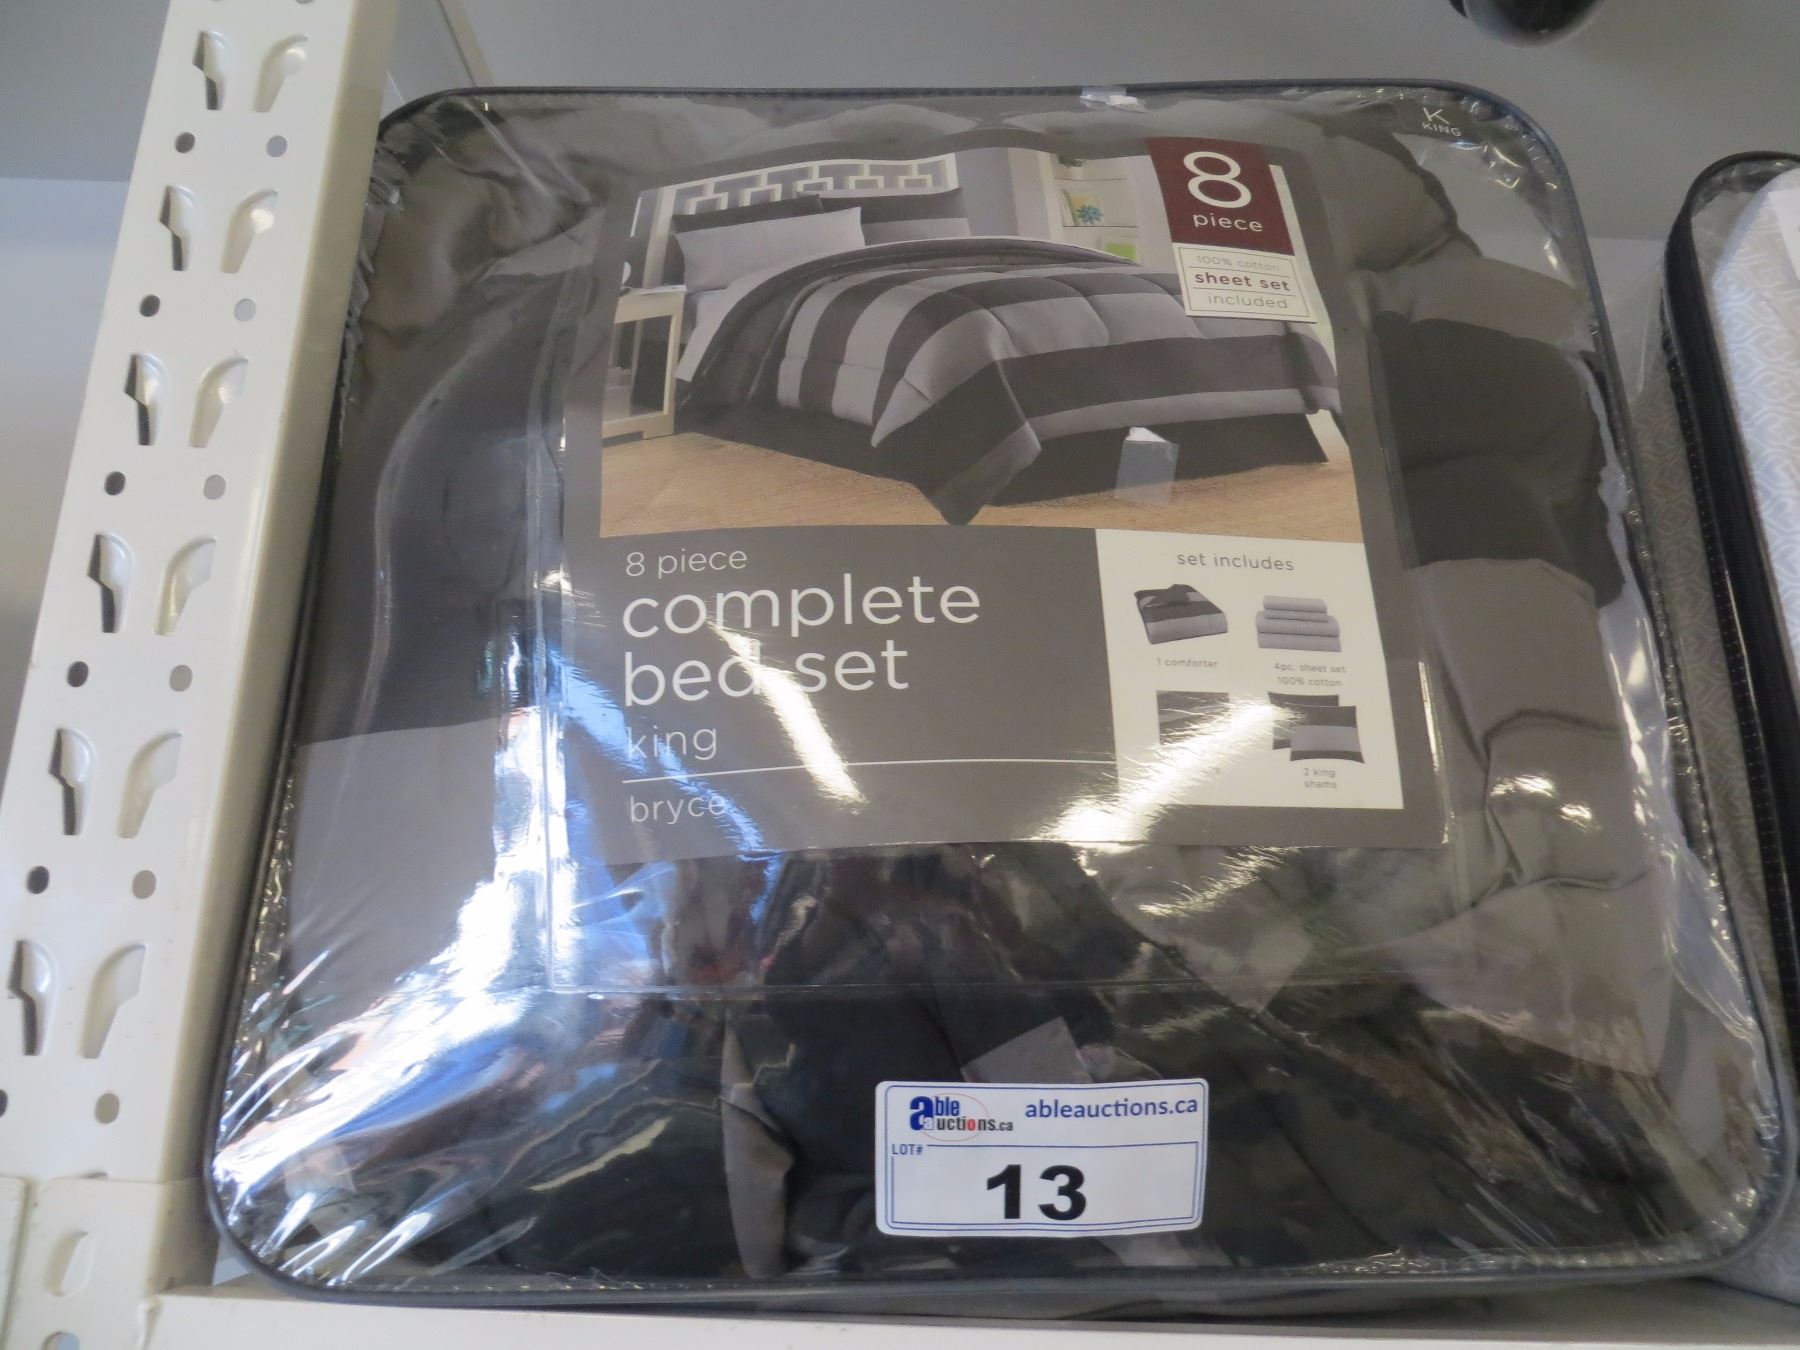 K
KING
8
piece
100% cotton
sheet set
included
8 piece
complete
bed set
king
bryce
set includes
1 comforter
4pc. sheet set
100% cotton
2 king
shams
able
auctions.ca
ableauctions.ca
LOT#
13